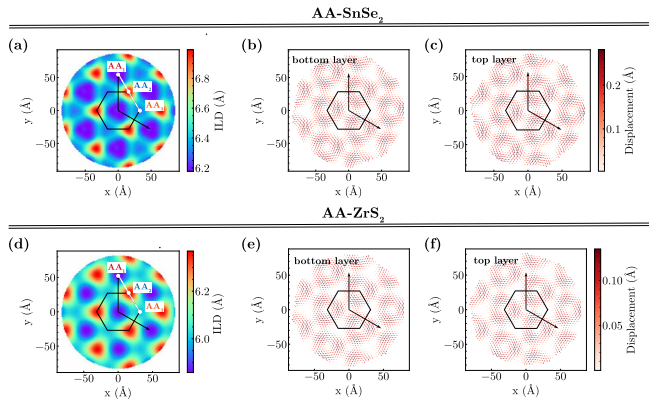 AA-SnSe₂
(a)
(b)
(c)
AA₁
AA₂
bottom layer
top layer
y (Å)
50
0
−50
−50 0 50
x (Å)
6.8
6.6
6.4
6.2
ILD (Å)
y (Å)
50
0
−50
−50 0 50
x (Å)
y (Å)
50
0
−50
−50 0 50
x (Å)
0.2
0.1
Displacement (Å)
AA-ZrS₂
(d)
(e)
(f)
AA₁
AA₂
bottom layer
top layer
y (Å)
50
0
−50
−50 0 50
x (Å)
6.2
6.0
ILD (Å)
y (Å)
50
0
−50
−50 0 50
x (Å)
y (Å)
50
0
−50
−50 0 50
x (Å)
0.10
0.05
Displacement (Å)